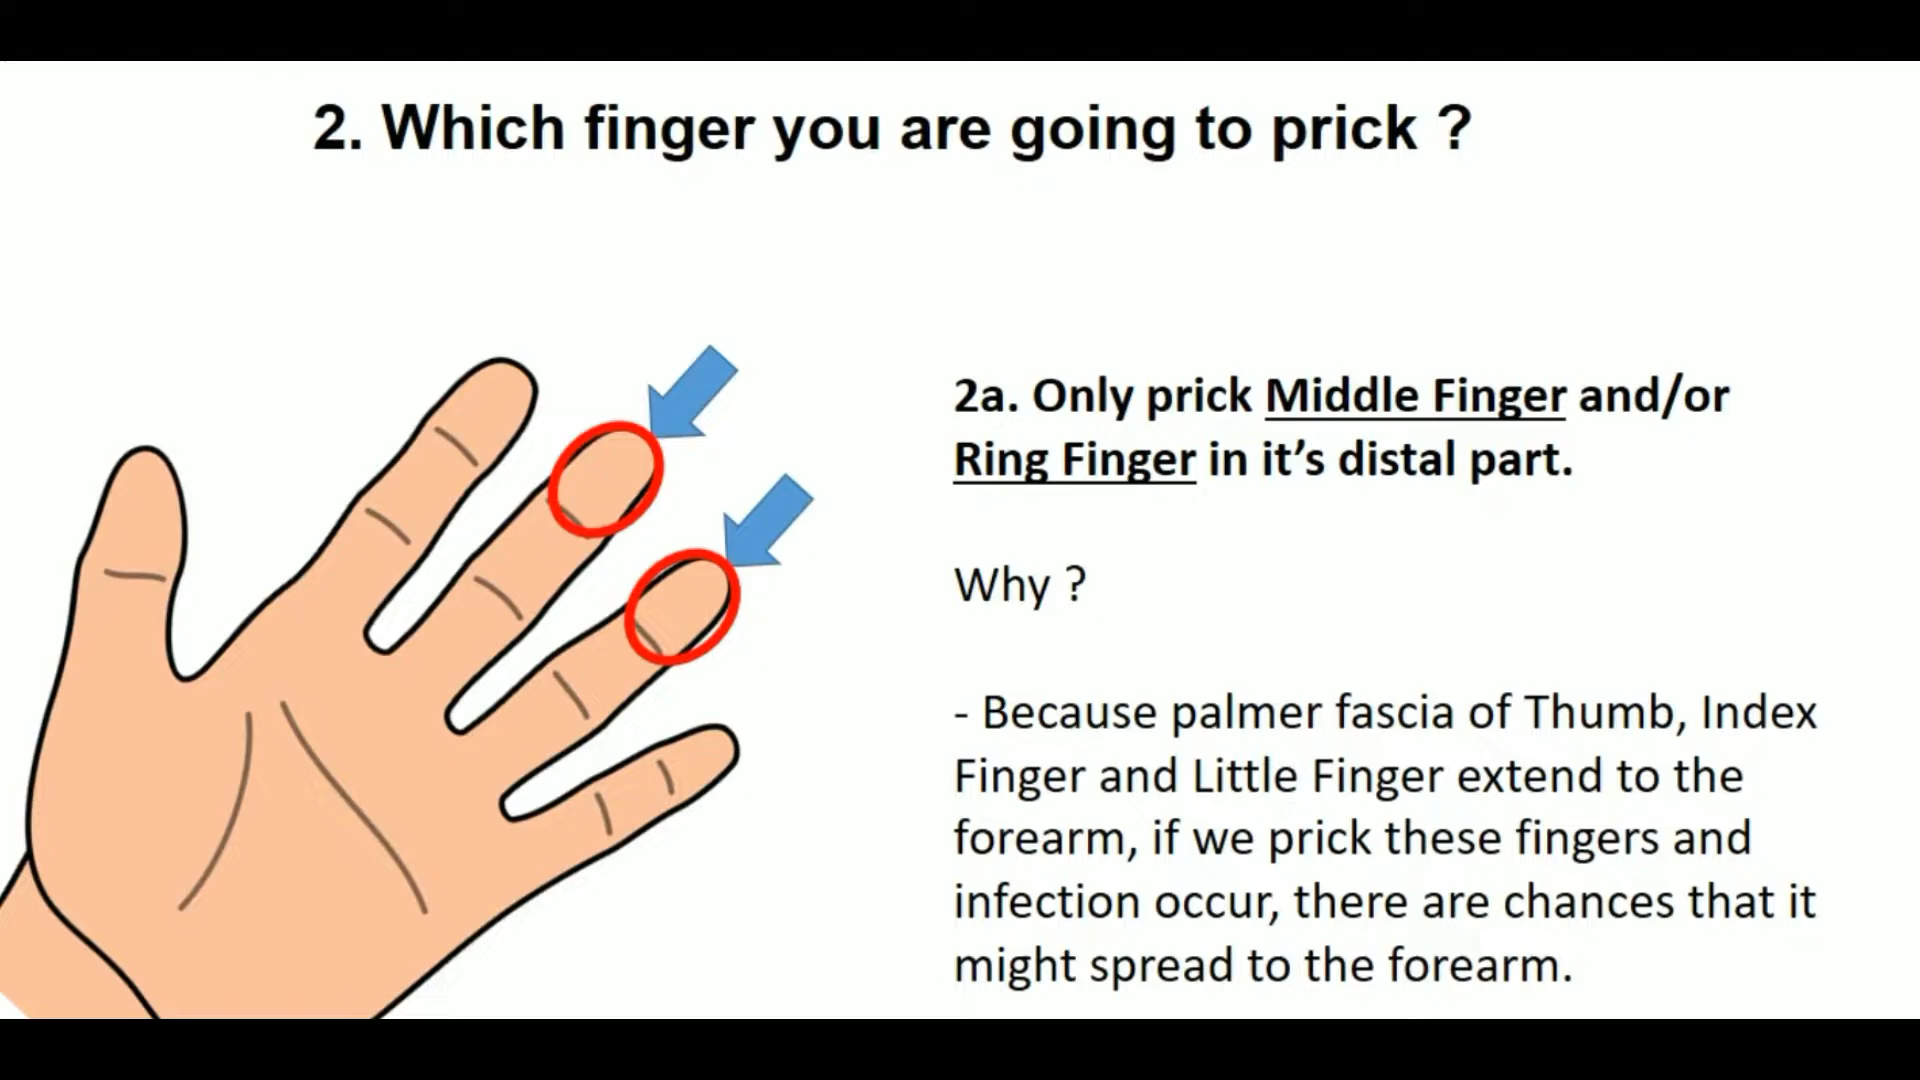 2. Which finger you are going to prick ?
2a. Only prick Middle Finger and/or
Ring Finger in it’s distal part.
Why ?
- Because palmer fascia of Thumb, Index
Finger and Little Finger extend to the
forearm, if we prick these fingers and
infection occur, there are chances that it
might spread to the forearm.